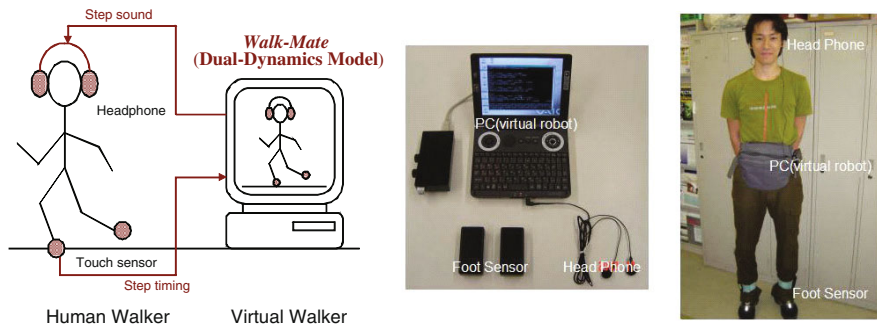 Step sound
Walk-Mate
(Dual-Dynamics Model)
Headphone
Touch sensor
Step timing
Human Walker
Virtual Walker
PC(virtual robot)
Foot Sensor
Head Phone
Head Phone
PC(virtual robot)
Foot Sensor